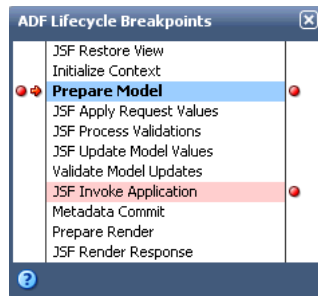 ADF Lifecycle Breakpoints
JSF Restore View
Initialize Context
Prepare Model
JSF Apply Request Values
JSF Process Validations
JSF Update Model Values
Validate Model Updates
JSF Invoke Application
Metadata Commit
Prepare Render
JSF Render Response
?